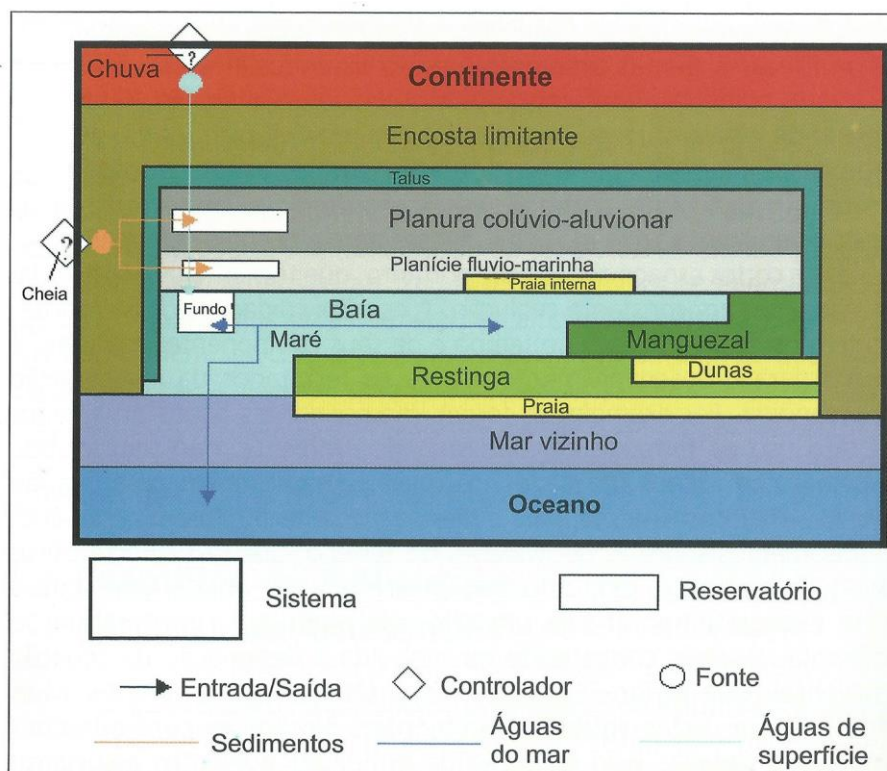 ?
Chuva
Continente
Encosta limitante
Talus
Planura colúvio-aluvionar
?
Cheia
Planície fluvio-marinha
Praia interna
Fundo
Baía
Maré
Manguezal
Restinga
Dunas
Praia
Mar vizinho
Oceano
Sistema
Reservatório
Entrada/Saída
Controlador
Fonte
Sedimentos
Águas
do mar
Águas de
superfície